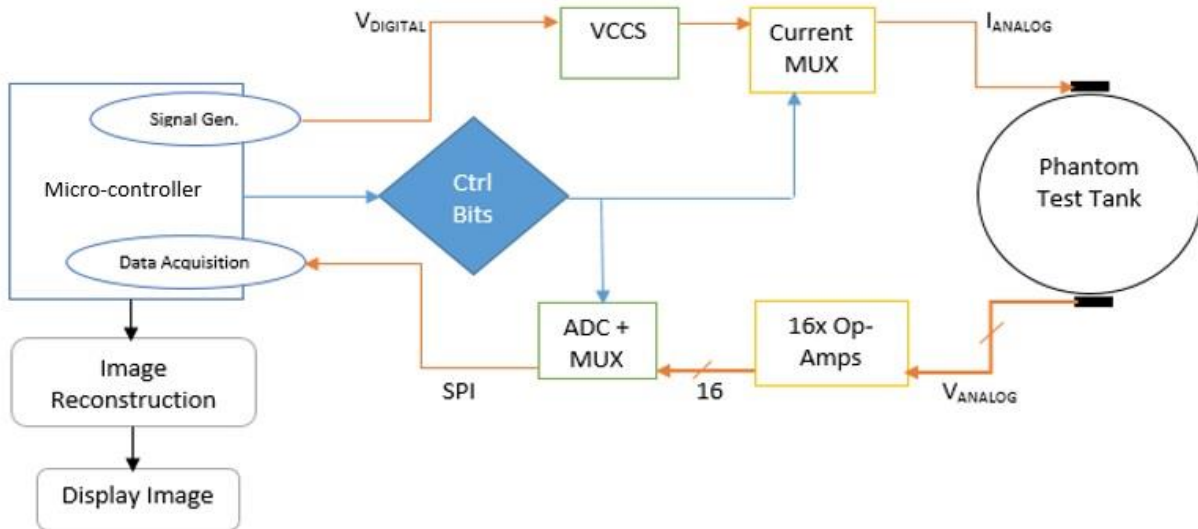 VDIGITAL
VCCS
Current
MUX
IANALOG
Signal Gen.
Micro-controller
Ctrl
Bits
Phantom
Test Tank
Data Acquisition
ADC +
MUX
16x Op-
Amps
SPI
16
VANALOG
Image
Reconstruction
Display Image